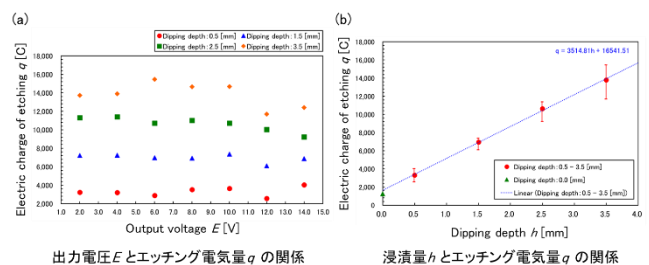 (a)
Dipping depth:0.5 [mm] Dipping depth:1.5 [mm]
Dipping depth:2.5 [mm] Dipping depth:3.5 [mm]
Electric charge of etching q [C]
18,000
16,000
14,000
12,000
10,000
8,000
6,000
4,000
2,000
1.0 2.0 3.0 4.0 5.0 6.0 7.0 8.0 9.0 10.0 11.0 12.0 13.0 14.0 15.0
Output voltage E [V]
出力電圧Eとエッチング電気量q の関係
(b)
q = 3514.81h + 16541.51
Electric charge of etching q [C]
18,000
16,000
14,000
12,000
10,000
8,000
6,000
4,000
2,000
0
Dipping depth:0.5 – 3.5 [mm]
Dipping depth:0.0 [mm]
Linear (Dipping depth:0.5 – 3.5 [mm])
0.0 0.5 1.0 1.5 2.0 2.5 3.0 3.5 4.0
Dipping depth h [mm]
浸漬量hとエッチング電気量q の関係